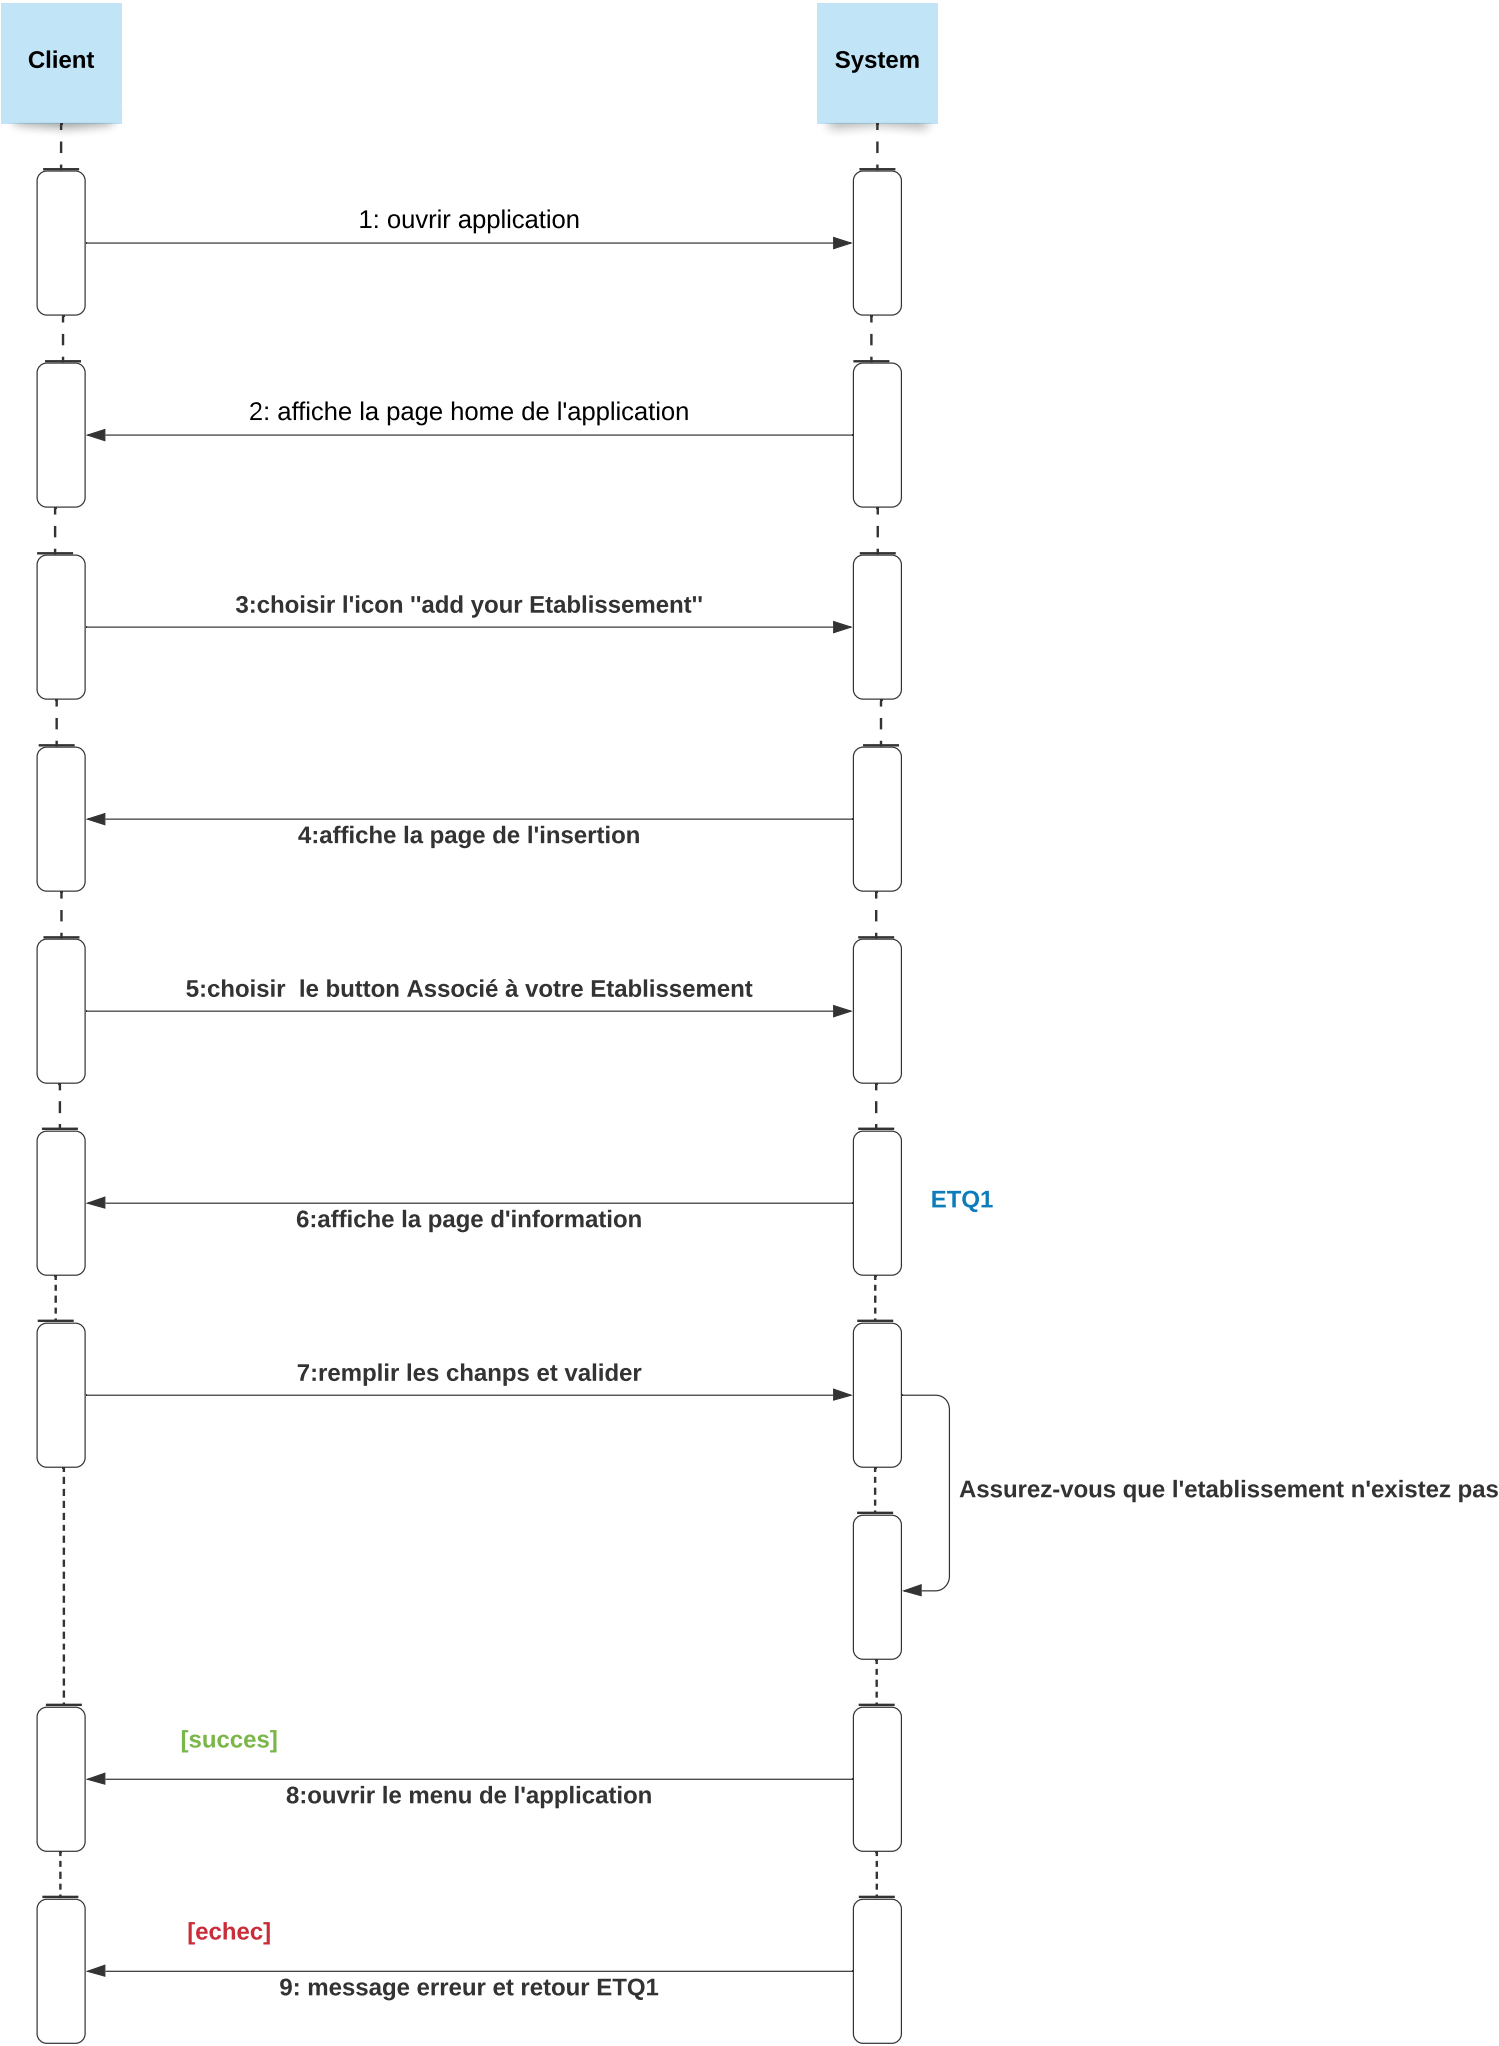 Client
System
1: ouvrir application
2: affiche la page home de l'application
3:choisir l'icon "add your Etablissement"
4:affiche la page de l'insertion
5:choisir  le button Associé à votre Etablissement
6:affiche la page d'information
ETQ1
7:remplir les chanps et valider
Assurez-vous que l'etablissement n'existez pas
[succes]
8:ouvrir le menu de l'application
[echec]
9: message erreur et retour ETQ1